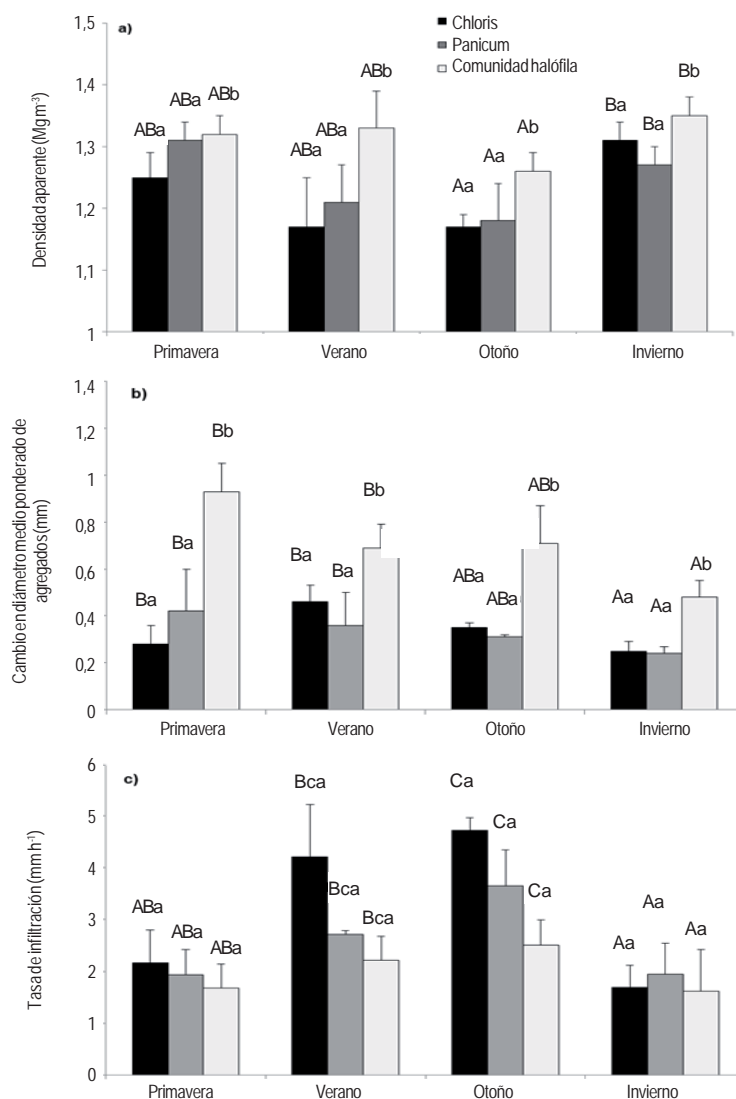 a)
Chloris
Panicum
Comunidad halófila
Densidad aparente (Mg m-3)
1,5
1,4
1,3
1,2
1,1
1
ABa ABa ABb
ABa ABa ABb
Aa Aa Ab
Ba Ba Bb
Primavera Verano Otoño Invierno
b)
Cambio en diámetro medio ponderado de
agregados (mm)
1,4
1,2
1
0,8
0,6
0,4
0,2
0
Ba Ba Bb
Ba Ba Bb
ABa ABa ABb
Aa Aa Ab
Primavera Verano Otoño Invierno
c)
Tasa de infiltración (mm h-1)
6
5
4
3
2
1
0
ABa ABa ABa
Bca Bca Bca
Ca Ca Ca
Aa Aa Aa
Primavera Verano Otoño Invierno